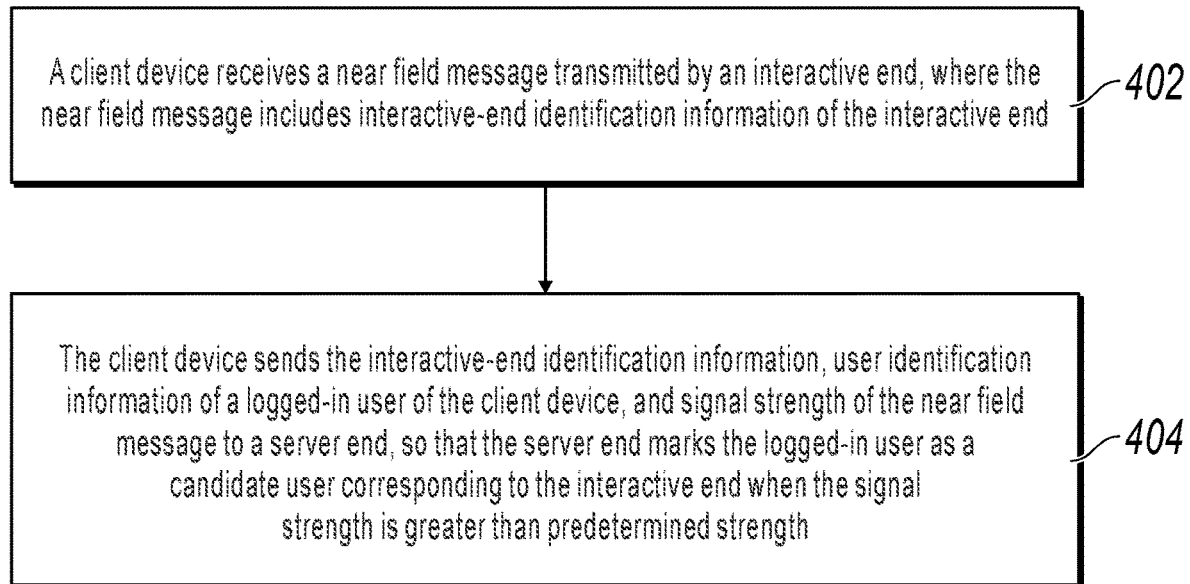 A client device receives a near field message transmitted by an interactive end, where the
near field message includes interactive-end identification information of the interactive end
402
The client device sends the interactive-end identification information, user identification
information of a logged-in user of the client device, and signal strength of the near field
message to a server end, so that the server end marks the logged-in user as a
candidate user corresponding to the interactive end when the signal
strength is greater than predetermined strength
404